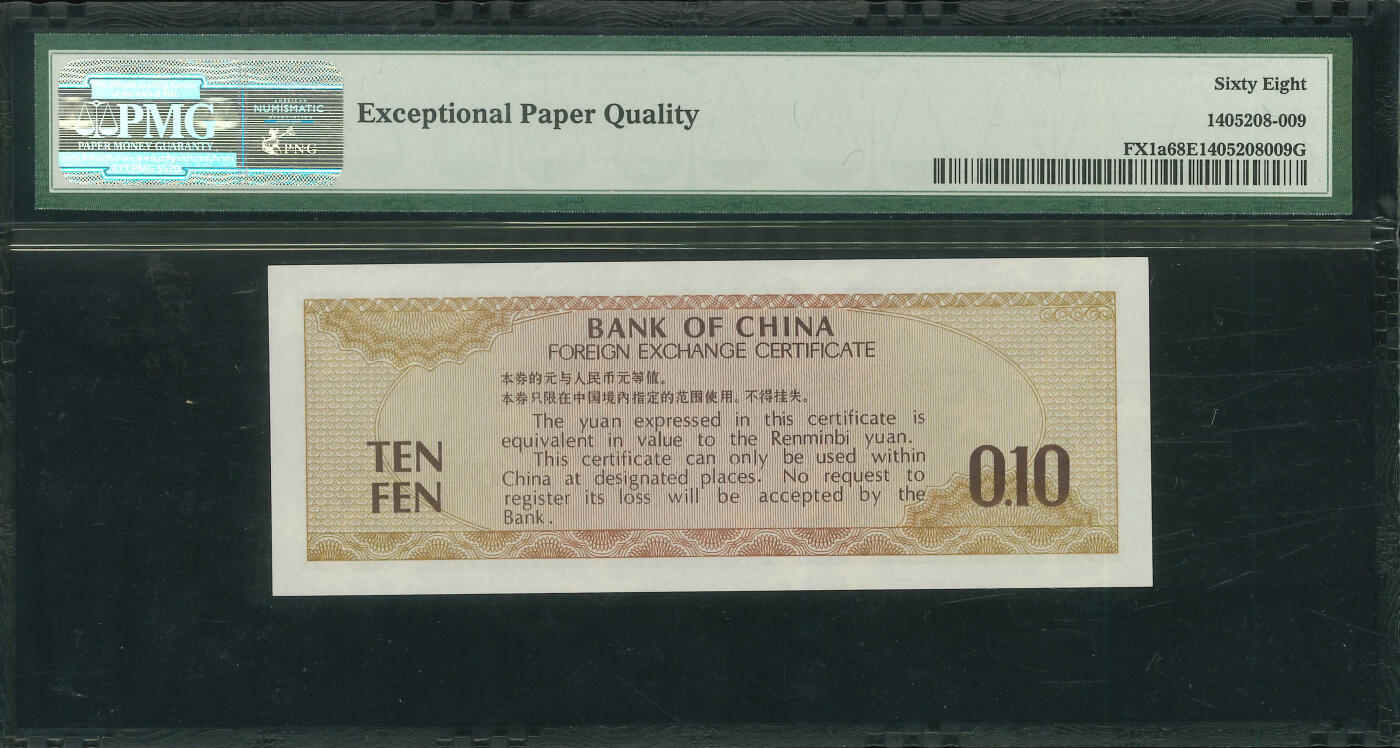 PMG
PAPER MONEY GUARANTY
NUMISMATIC
PNG
Exceptional Paper Quality
Sixty Eight
1405208-009
FX1a68E1405208009G
BANK OF CHINA
FOREIGN EXCHANGE CERTIFICATE
本券的元与人民币元等值。
本券只限在中国境内指定的范围使用。不得挂失。
The yuan expressed in this certificate is
equivalent in value to the Renminbi yuan.
This certificate can only be used within
China at designated places. No request to
register its loss will be accepted by the
Bank.
TEN
FEN
0.10